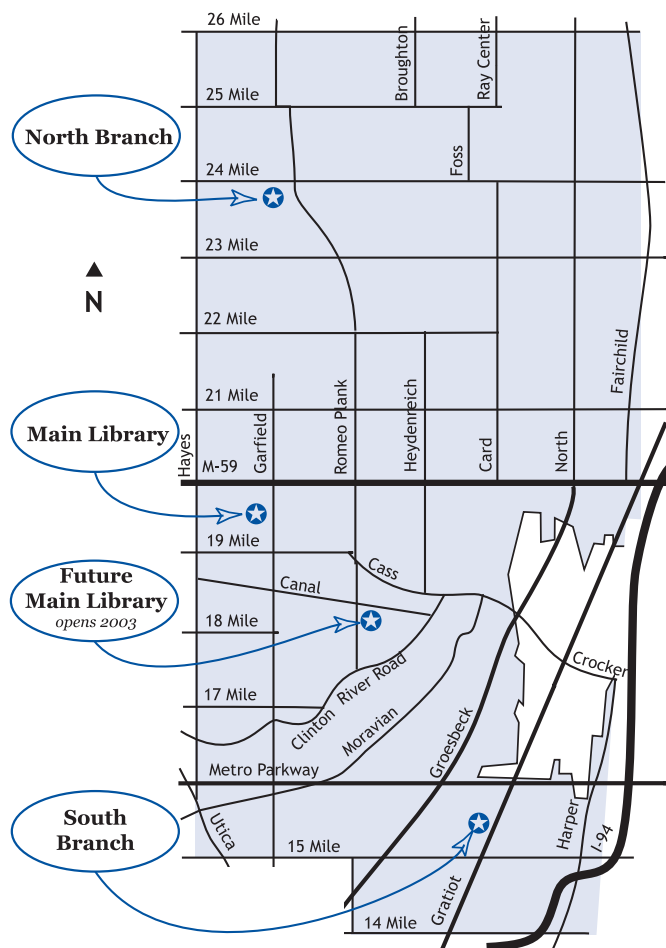 26 Mile
Broughton
Ray Center
25 Mile
North Branch
Foss
24 Mile
23 Mile
N
22 Mile
Fairchild
21 Mile
Main Library
Hayes
M-59
Garfield
Romeo Plank
Heydenreich
Card
North
19 Mile
Cass
Future
Main Library
opens 2003
Canal
18 Mile
Crocker
17 Mile
Clinton River Road
Moravian
Groesbeck
Metro Parkway
South
Branch
Utica
15 Mile
Harper
I-94
Gratiot
14 Mile